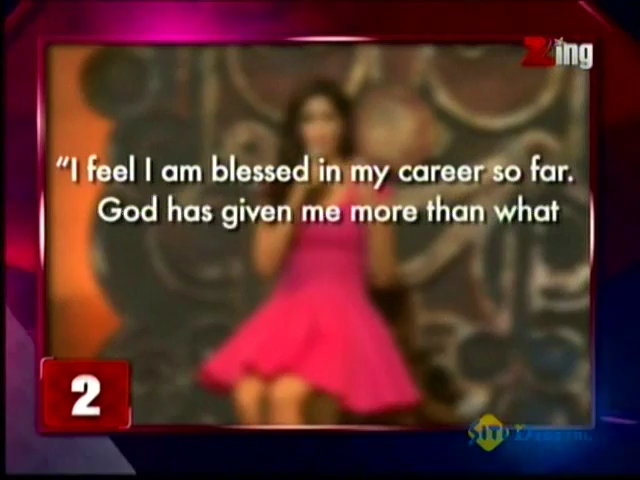 Zing
"I feel I am blessed in my career so far.
God has given me more than what
2